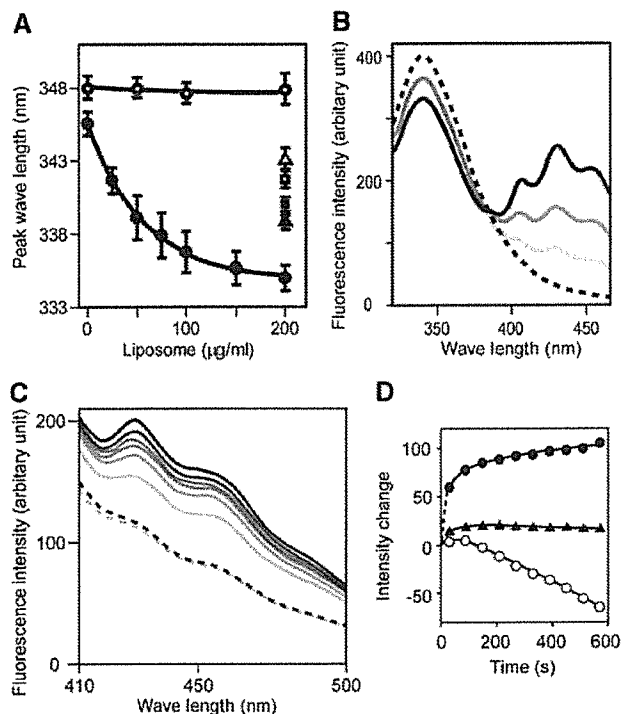 A
Peak wave length (nm)
348
343
338
333
0
100
200
Liposome (µg/ml)
B
Fluorescence intensity (arbitary unit)
400
200
0
350
400
450
Wave length (nm)
C
Fluorescence intensity (arbitary unit)
200
100
0
410
450
500
Wave length (nm)
D
Intensity change
100
50
0
-50
0
200
400
600
Time (s)